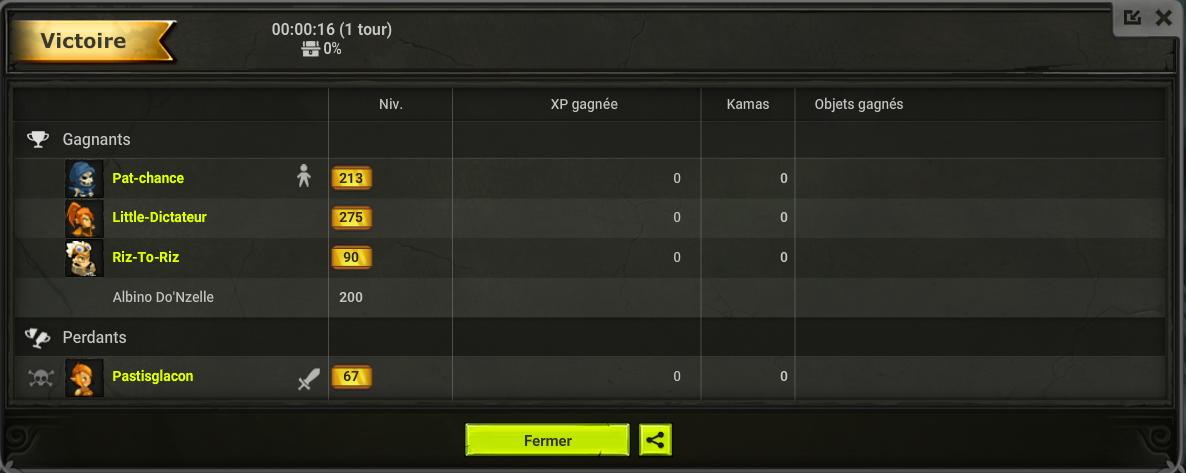 Victoire
00:00:16 (1 tour)
0%
Niv. XP gagnée Kamas Objets gagnés
Gagnants
Pat-chance 213 0 0
Little-Dictateur 275 0 0
Riz-To-Riz 90 0 0
Albino Do'Nzelle 200
Perdants
Pastisglacon 67 0 0
Fermer